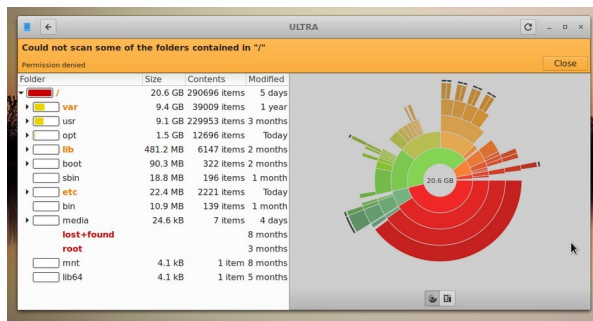 ULTRA
Could not scan some of the folders contained in "/"
Permission denied
Close
Folder Size Contents Modified
/ 20.6 GB 290696 items 5 days
var 9.4 GB 39009 items 1 year
usr 9.1 GB 229953 items 3 months
opt 1.5 GB 12696 items Today
lib 481.2 MB 6147 items 2 months
boot 90.3 MB 322 items 2 months
sbin 18.8 MB 196 items 1 month
etc 22.4 MB 2221 items Today
bin 10.9 MB 139 items 1 month
media 24.6 kB 7 items 4 days
lost+found 8 months
root 3 months
mnt 4.1 kB 1 item 8 months
lib64 4.1 kB 1 item 5 months
20.6 GB